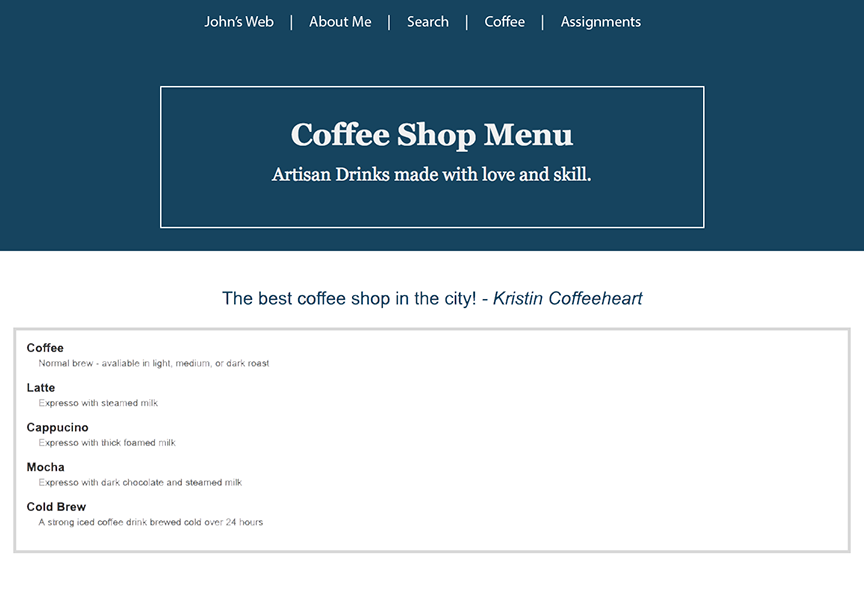 John's Web | About Me | Search | Coffee | Assignments
Coffee Shop Menu
Artisan Drinks made with love and skill.
The best coffee shop in the city! - Kristin Coffeeheart
Coffee
Normal brew - avaliable in light, medium, or dark roast
Latte
Expresso with steamed milk
Cappucino
Expresso with thick foamed milk
Mocha
Expresso with dark chocolate and steamed milk
Cold Brew
A strong iced coffee drink brewed cold over 24 hours